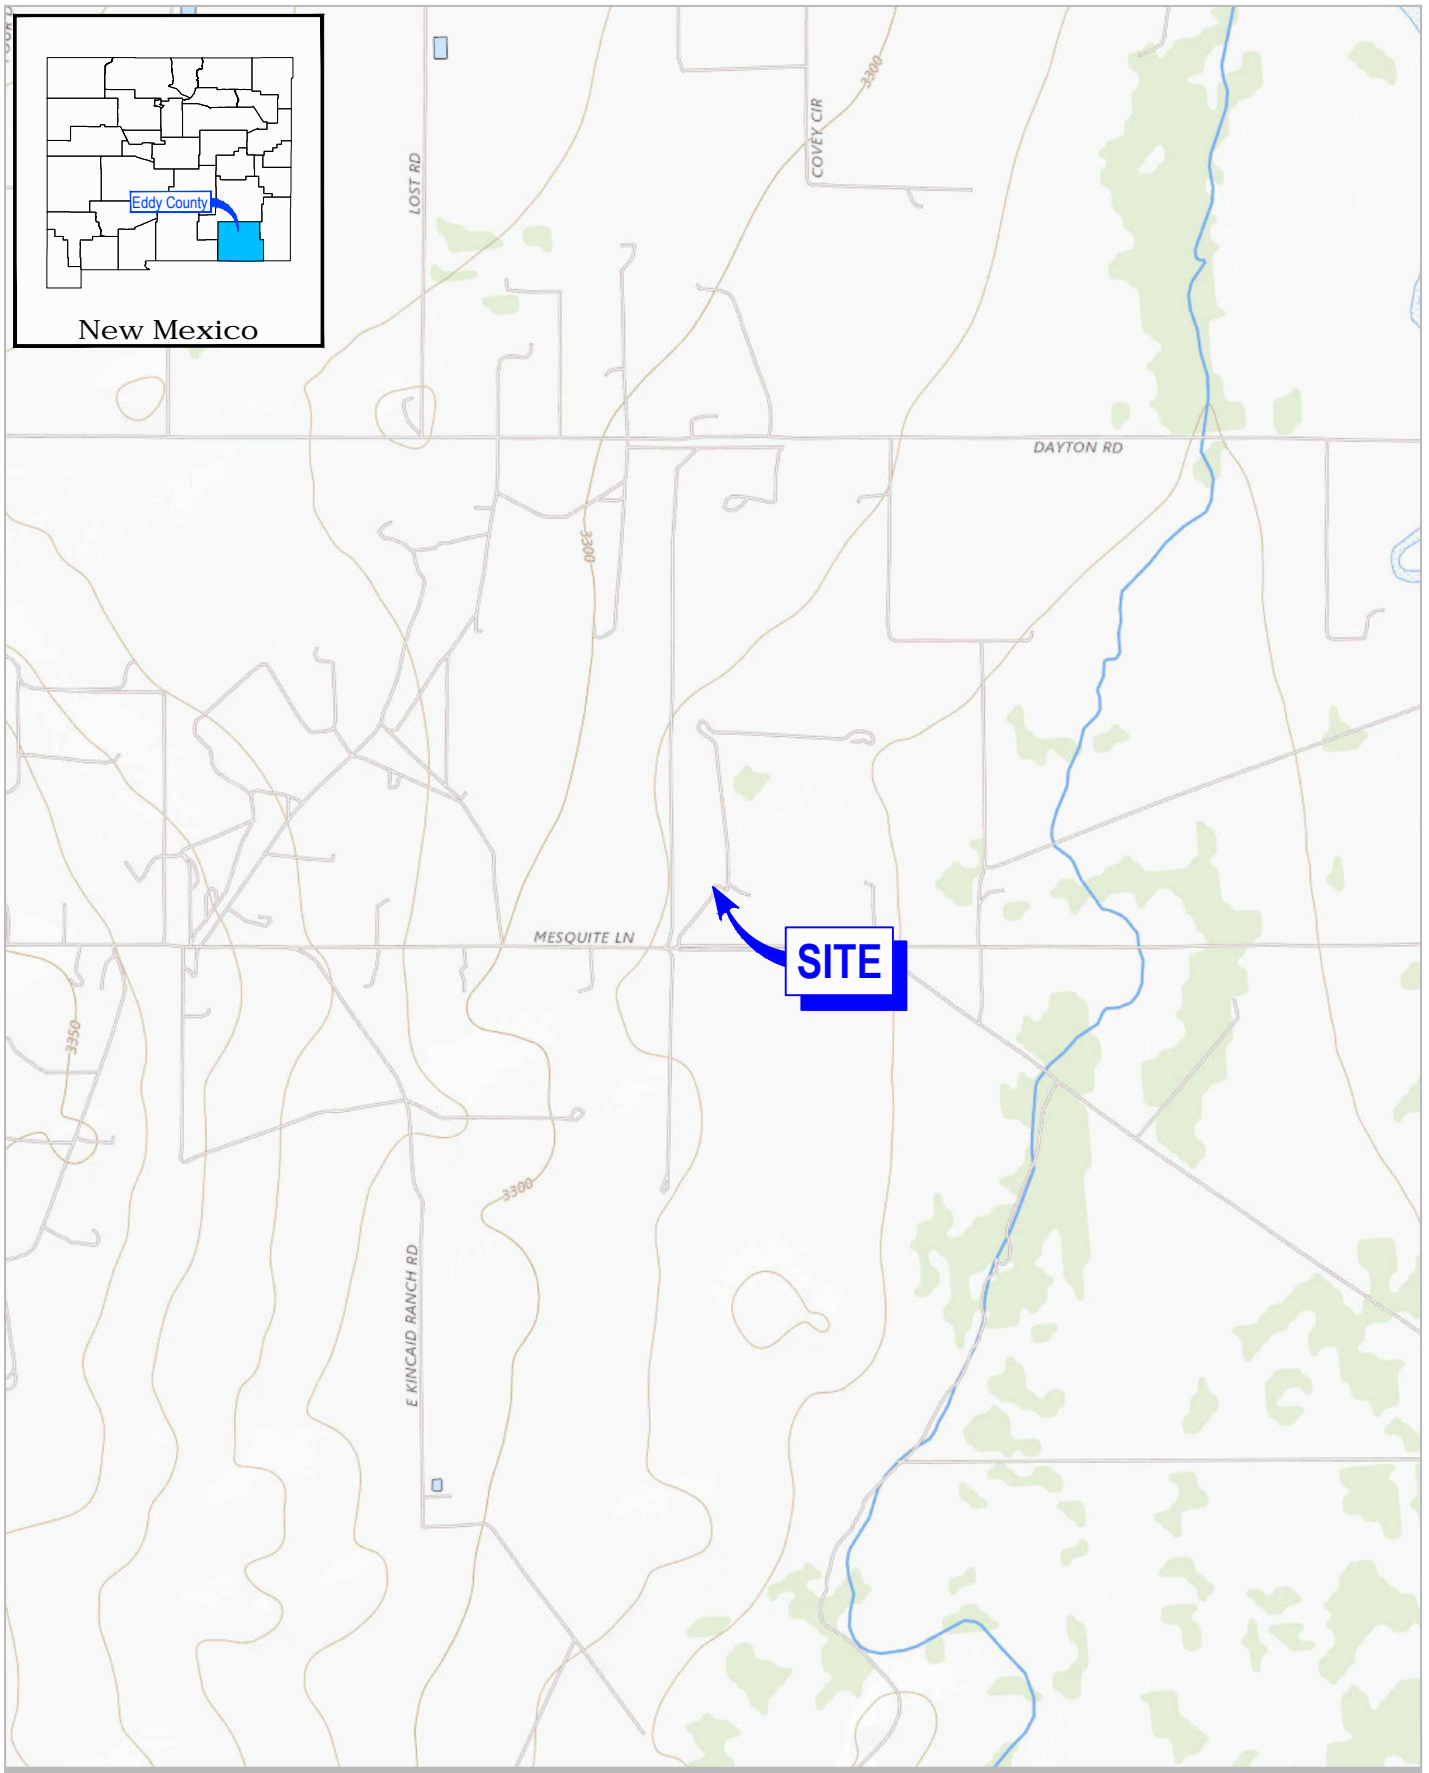 3300
COVEY CIR
LOST RD
Eddy County
New Mexico
DAYTON RD
3300
MESQUITE LN
SITE
3350
3300
E KINCAID RANCH RD